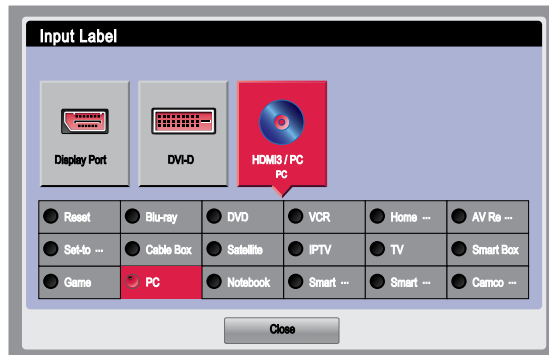 Input Label
Display Port
DVI-D
HDMI3 / PC
PC
Reset
Blu-ray
DVD
VCR
Home ···
AV Re ···
Set-to ···
Cable Box
Satellite
IPTV
TV
Smart Box
Game
PC
Notebook
Smart ···
Smart ···
Camco ···
Close